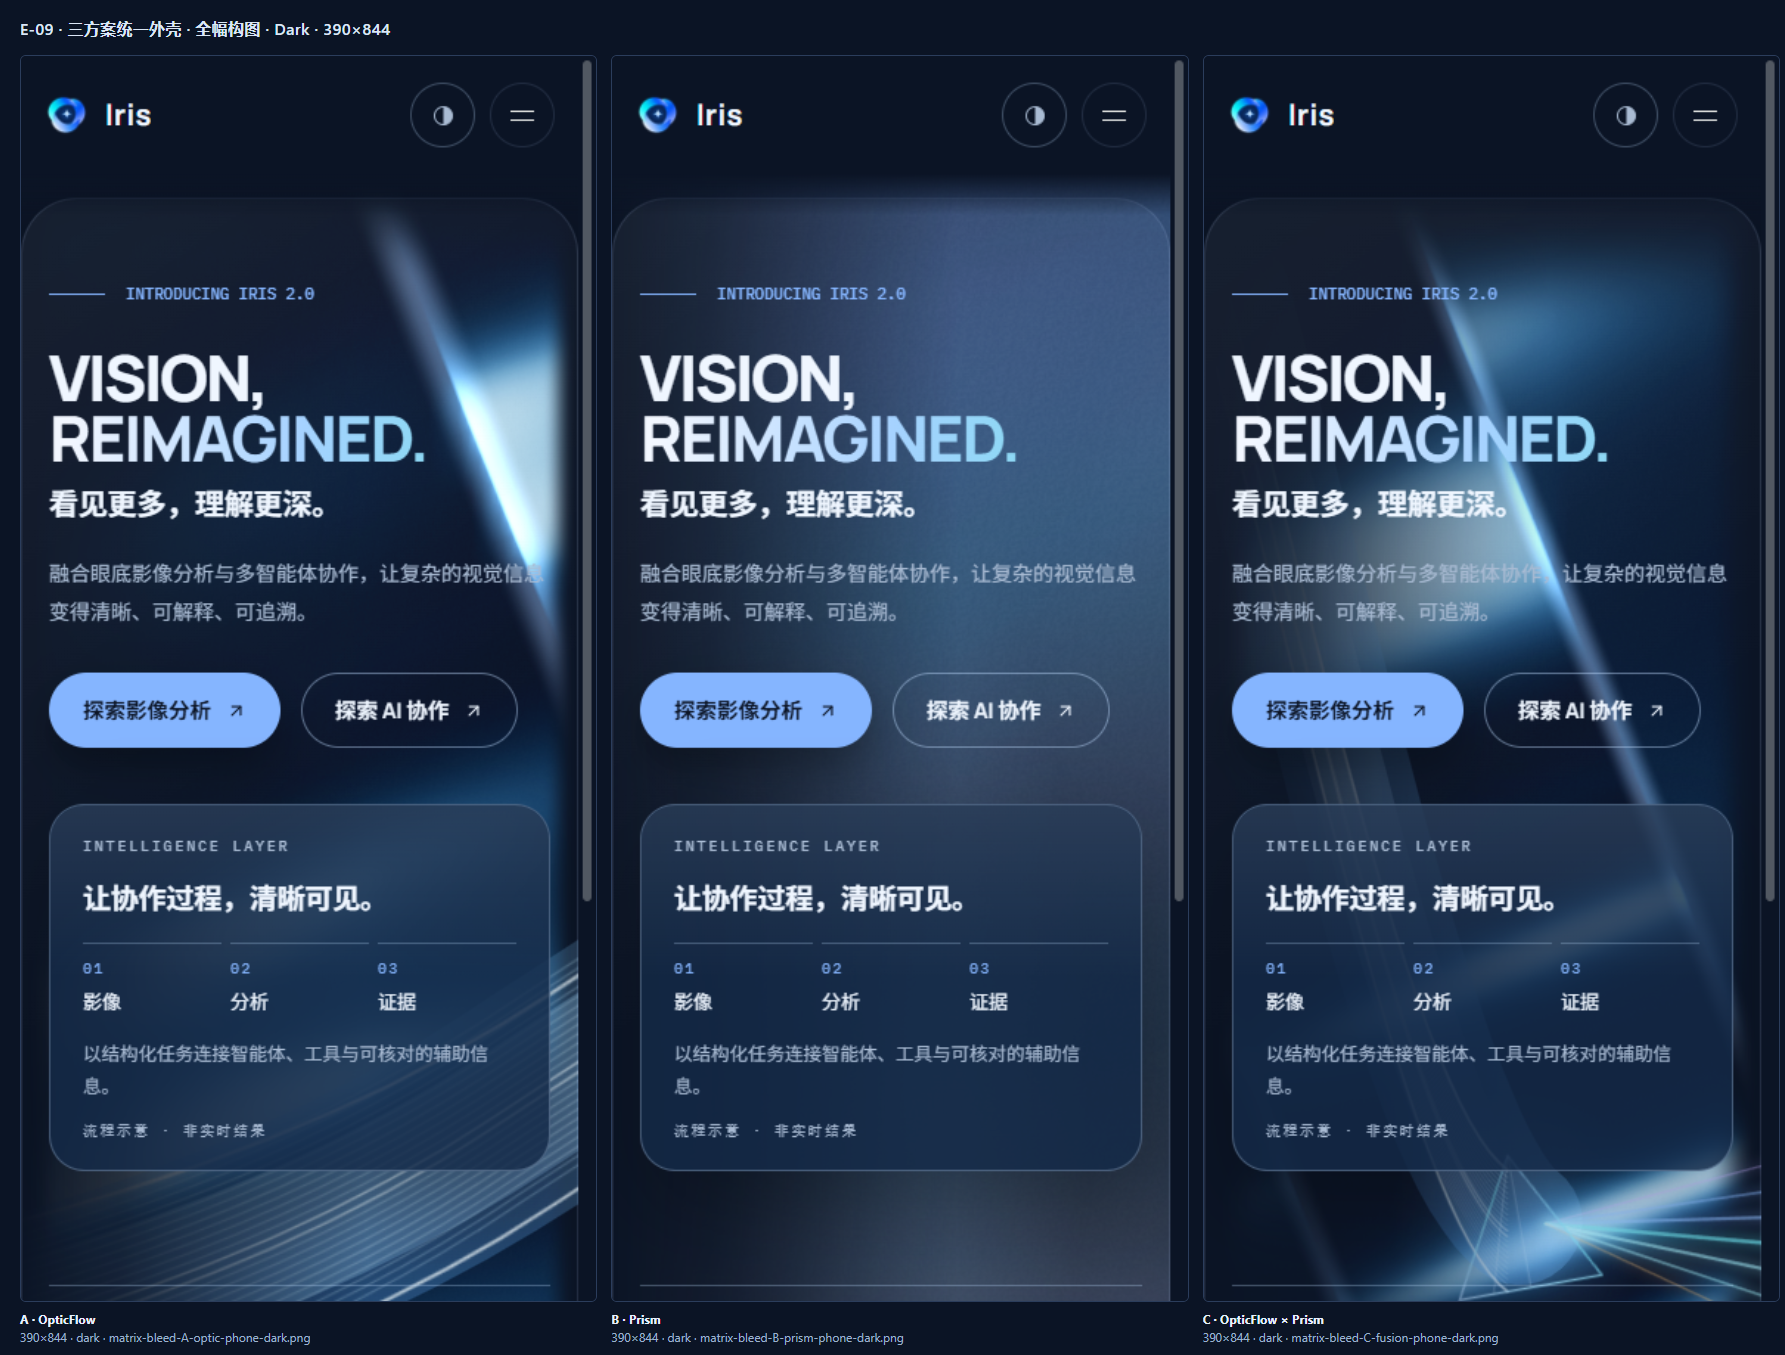 E-09 · 三方案统一外壳 · 全幅构图 · Dark · 390×844
Iris
INTRODUCING IRIS 2.0
VISION,
REIMAGINED.
看见更多，理解更深。
融合眼底影像分析与多智能体协作，让复杂的视觉信息
变得清晰、可解释、可追溯。
探索影像分析 ↗
探索 AI 协作 ↗
INTELLIGENCE LAYER
让协作过程，清晰可见。
01 02 03
影像 分析 证据
以结构化任务连接智能体、工具与可核对的辅助信
息。
流程示意 · 非实时结果
A · OpticFlow
390×844 · dark · matrix-bleed-A-optic-phone-dark.png
Iris
INTRODUCING IRIS 2.0
VISION,
REIMAGINED.
看见更多，理解更深。
融合眼底影像分析与多智能体协作，让复杂的视觉信息
变得清晰、可解释、可追溯。
探索影像分析 ↗
探索 AI 协作 ↗
INTELLIGENCE LAYER
让协作过程，清晰可见。
01 02 03
影像 分析 证据
以结构化任务连接智能体、工具与可核对的辅助信
息。
流程示意 · 非实时结果
B · Prism
390×844 · dark · matrix-bleed-B-prism-phone-dark.png
Iris
INTRODUCING IRIS 2.0
VISION,
REIMAGINED.
看见更多，理解更深。
融合眼底影像分析与多智能体协作，让复杂的视觉信息
变得清晰、可解释、可追溯。
探索影像分析 ↗
探索 AI 协作 ↗
INTELLIGENCE LAYER
让协作过程，清晰可见。
01 02 03
影像 分析 证据
以结构化任务连接智能体、工具与可核对的辅助信
息。
流程示意 · 非实时结果
C · OpticFlow × Prism
390×844 · dark · matrix-bleed-C-fusion-phone-dark.png